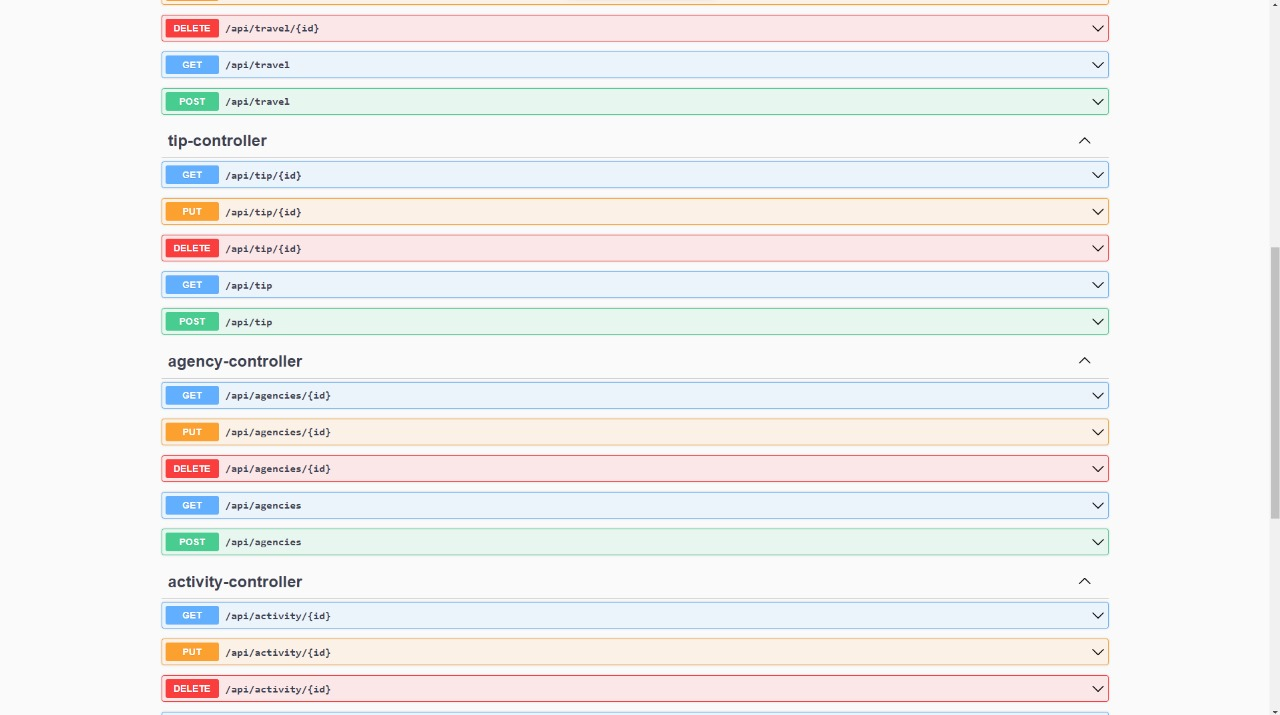 DELETE /api/travel/{id}
GET /api/travel
POST /api/travel
tip-controller
GET /api/tip/{id}
PUT /api/tip/{id}
DELETE /api/tip/{id}
GET /api/tip
POST /api/tip
agency-controller
GET /api/agencies/{id}
PUT /api/agencies/{id}
DELETE /api/agencies/{id}
GET /api/agencies
POST /api/agencies
activity-controller
GET /api/activity/{id}
PUT /api/activity/{id}
DELETE /api/activity/{id}